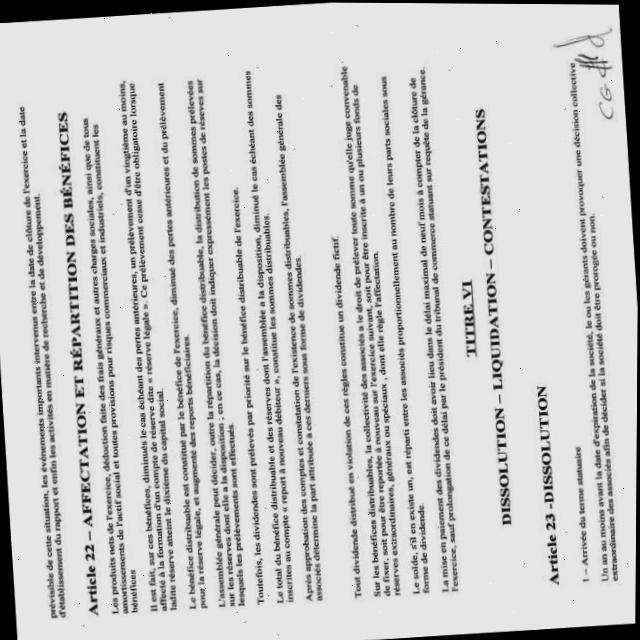 prévisible de cette situation, les événements importants intervenus entre la date de clôture de l'exercice et la date
d'établissement du rapport et enfin les activités en matière de recherche et de développement.
Article 22 – AFFECTATION ET RÉPARTITION DES BÉNÉFICES
Les produits nets de l'exercice, déduction faite des frais généraux et autres charges sociales, ainsi que de tous
amortissements de l'actif social et toutes provisions pour risques commerciaux et industriels, constituent les
bénéfices
Il est fait, sur ces bénéfices, diminués le cas échéant des pertes antérieures, un prélèvement d'un vingtième au moins,
affecté à la formation d'un compte de réserve dite « réserve légale ». Ce prélèvement cesse d'être obligatoire lorsque
ladite réserve atteint le dixième du capital social.
Le bénéfice distribuable est constitué par le bénéfice de l'exercice, diminué des pertes antérieures et du prélèvement
pour la réserve légale, et augmenté des reports bénéficiaires.
L'assemblée générale peut décider, outre la répartition du bénéfice distribuable, la distribution de sommes prélevées
sur les réserves dont elle a la disposition ; en ce cas, la décision doit indiquer expressément les postes de réseves sur
lesquels les prélèvements sont effectués.
Toutefois, les dividendes sont prélevés par priorité sur le bénéfice distribuable de l'exercice.
Le total du bénéfice distribuable et des réserves dont l'assemblée a la disposition, diminué le cas échéant des sommes
inscrites au compte « report à nouveau débiteur », constitue les sommes distribuables.
Après approbation des comptes et constatation de l'existence de sommes distribuables, l'assemblée générale des
associés détermine la part attribuée à ces derniers sous forme de dividendes.
Tout dividende distribué en violation de ces règles constitue un dividende fictif.
Sur les bénéfices distribuables, la collectivité des associés a le droit de prélever toute somme qu'elle juge convenable
de fixer, soit pour être reportée à nouveau sur l'exercice suivant, soit pour être inscrite à un ou plusieurs fonds de
réserves extraordinaires, généraux ou spéciaux , dont elle règle l'affectation.
Le solde, s'il en existe un, est réparti entre les associés proportionnellement au nombre de leurs parts sociales sous
forme de dividende.
La mise en paiement des dividendes doit avoir lieu dans le délai maximal de neuf mois à compter de la clôture de
l'exercice, sauf prolongation de ce délai par le président du tribunal de commerce statuant sur requête de la gérance.
TITRE VI
DISSOLUTION – LIQUIDATION – CONTESTATIONS
Article 23 -DISSOLUTION
1 – Arrivée du terme statuaire
Un an au moins avant la date d'expiration de la société, le ou les gérants doivent provoquer une décision collective
extraordinaire des associés afin de décider si la société doit être prorogée ou non.
CG